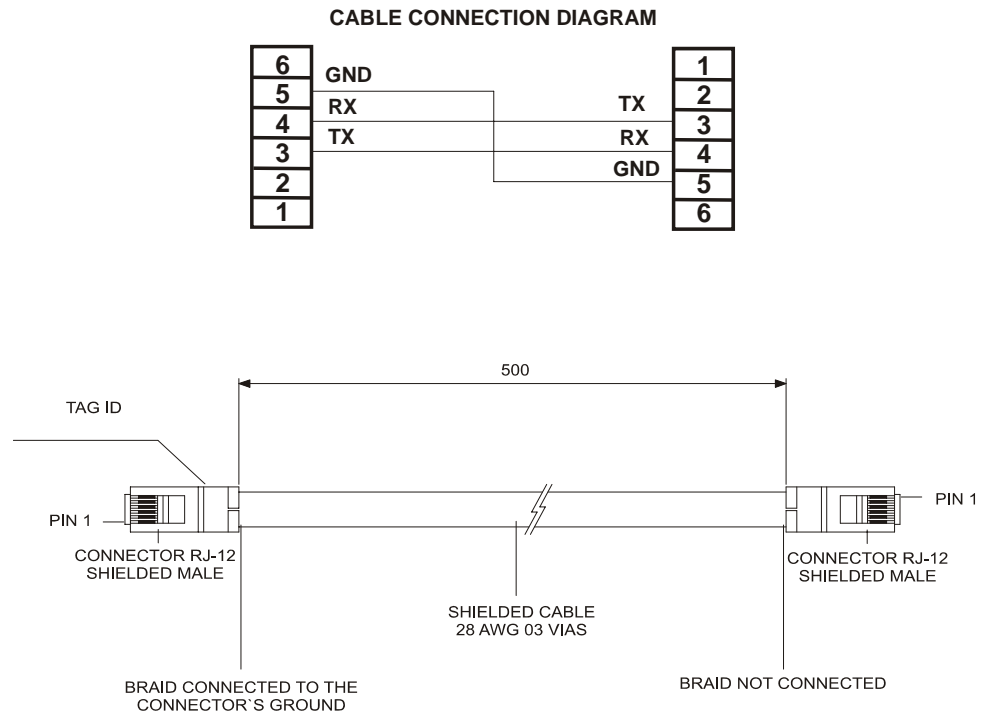 CABLE CONNECTION DIAGRAM
6
5
4
3
2
1
GND
RX
TX
TX
RX
GND
1
2
3
4
5
6
500
TAG ID
PIN 1
CONNECTOR RJ-12
SHIELDED MALE
PIN 1
CONNECTOR RJ-12
SHIELDED MALE
SHIELDED CABLE
28 AWG 03 VIAS
BRAID CONNECTED TO THE
CONNECTOR`S GROUND
BRAID NOT CONNECTED